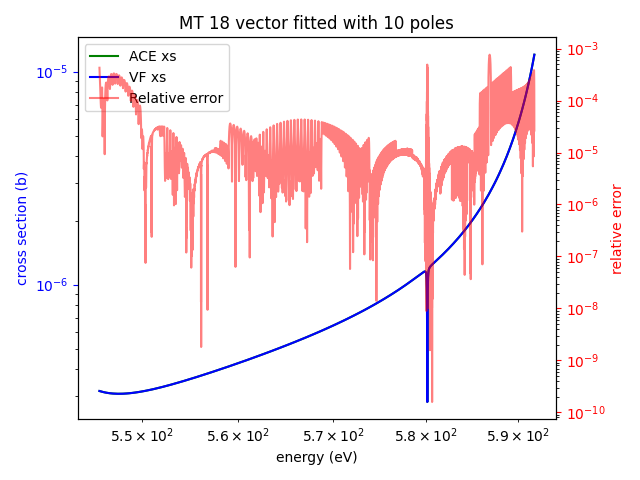 MT 18 vector fitted with 10 poles
ACE xs
VF xs
Relative error
10⁻⁵
10⁻⁶
cross section (b)
10⁻³
10⁻⁴
10⁻⁵
10⁻⁶
10⁻⁷
10⁻⁸
10⁻⁹
10⁻¹⁰
relative error
5.5 × 10² 5.6 × 10² 5.7 × 10² 5.8 × 10² 5.9 × 10²
energy (eV)